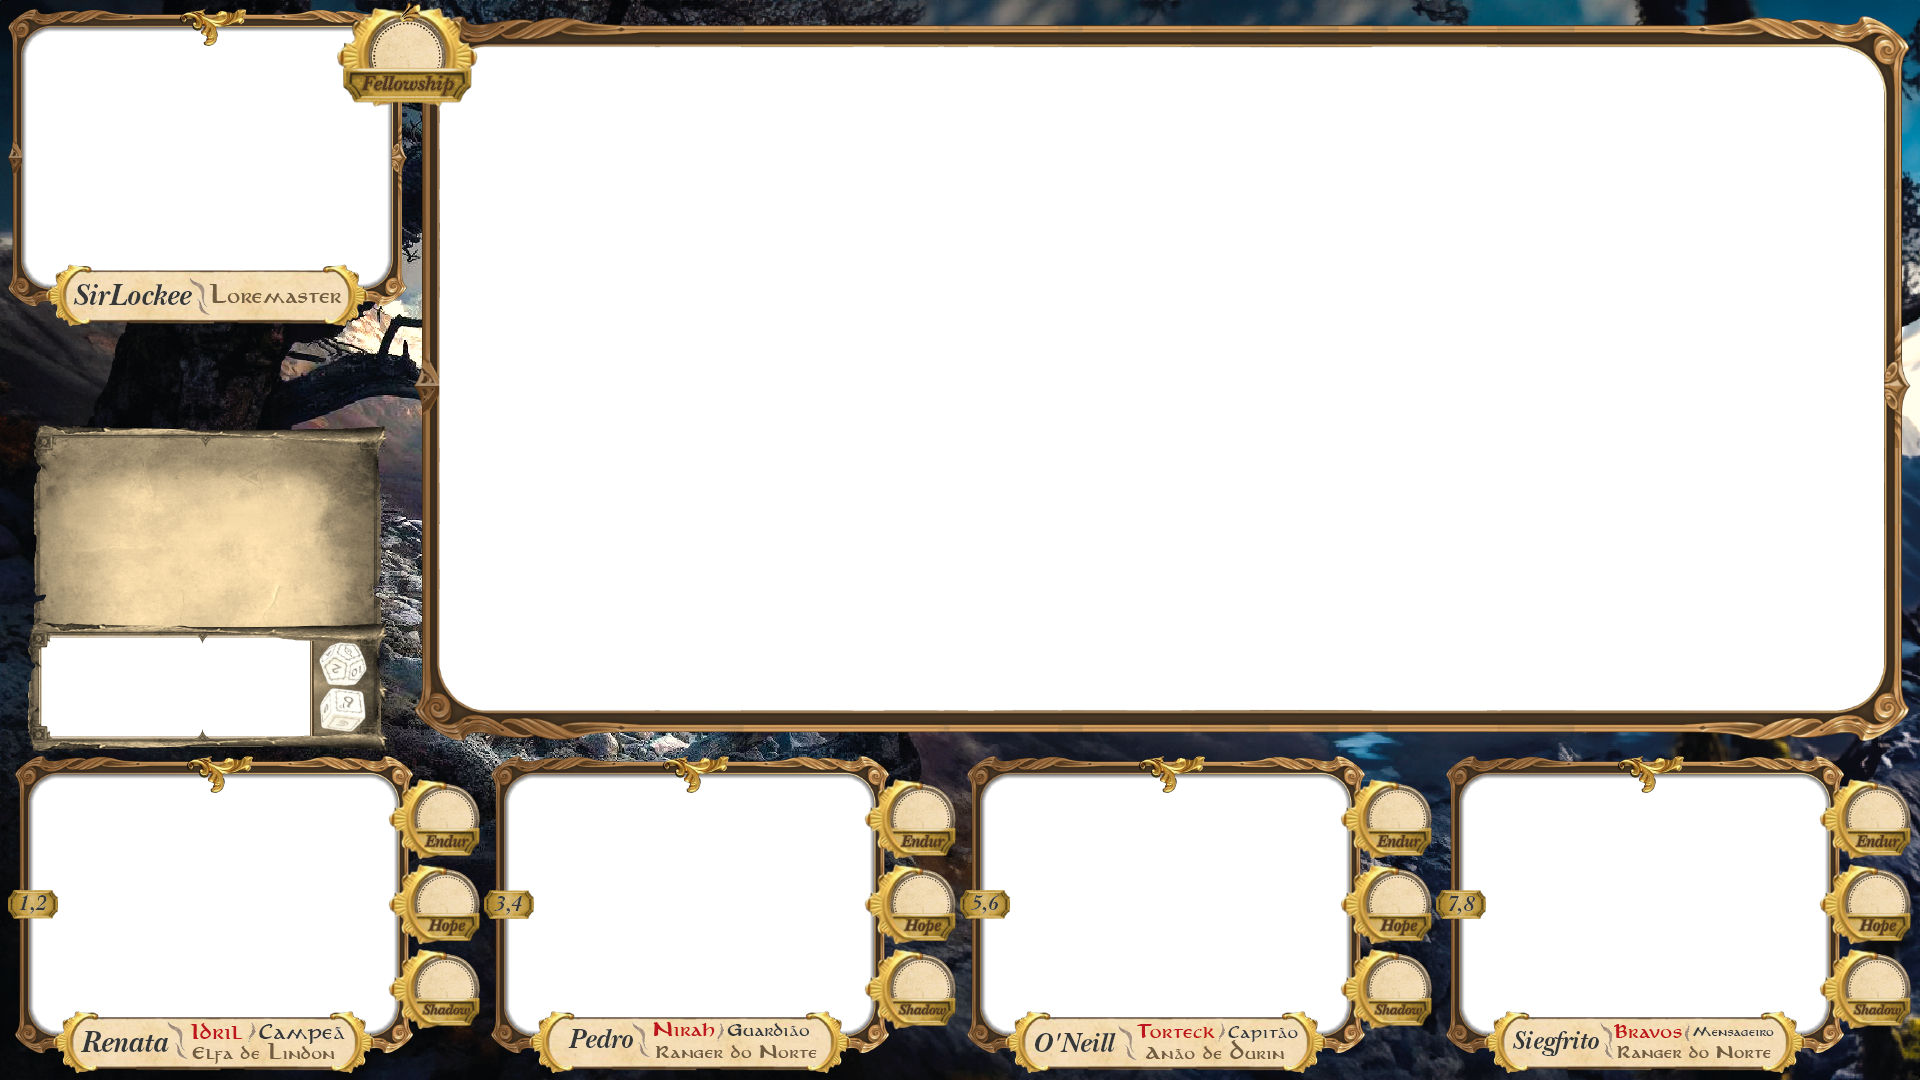 Fellowship
SirLockee Loremaster
Endur
Hope
Shadow
1,2
Renata Idril Campeã
Elfa de Lindon
Endur
Hope
Shadow
3,4
Pedro Nirah Guardião
Ranger do Norte
Endur
Hope
Shadow
5,6
O'Neill Torteck Capitão
Anão de Durin
Endur
Hope
Shadow
7,8
Siegfrito Bravos Mensageiro
Ranger do Norte